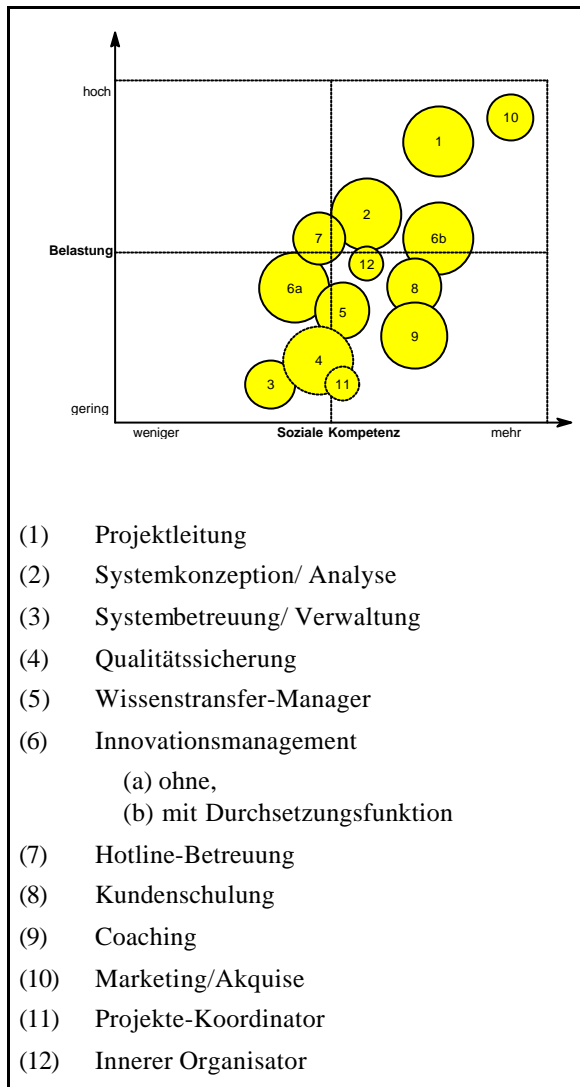 hoch
10
1
2
7
6b
Belastung
12
6a
8
5
9
4
3
11
gering
weniger Soziale Kompetenz mehr
(1) Projektleitung
(2) Systemkonzeption/ Analyse
(3) Systembetreuung/ Verwaltung
(4) Qualitätssicherung
(5) Wissenstransfer-Manager
(6) Innovationsmanagement
(a) ohne,
(b) mit Durchsetzungsfunktion
(7) Hotline-Betreuung
(8) Kundenschulung
(9) Coaching
(10) Marketing/Akquise
(11) Projekte-Koordinator
(12) Innerer Organisator